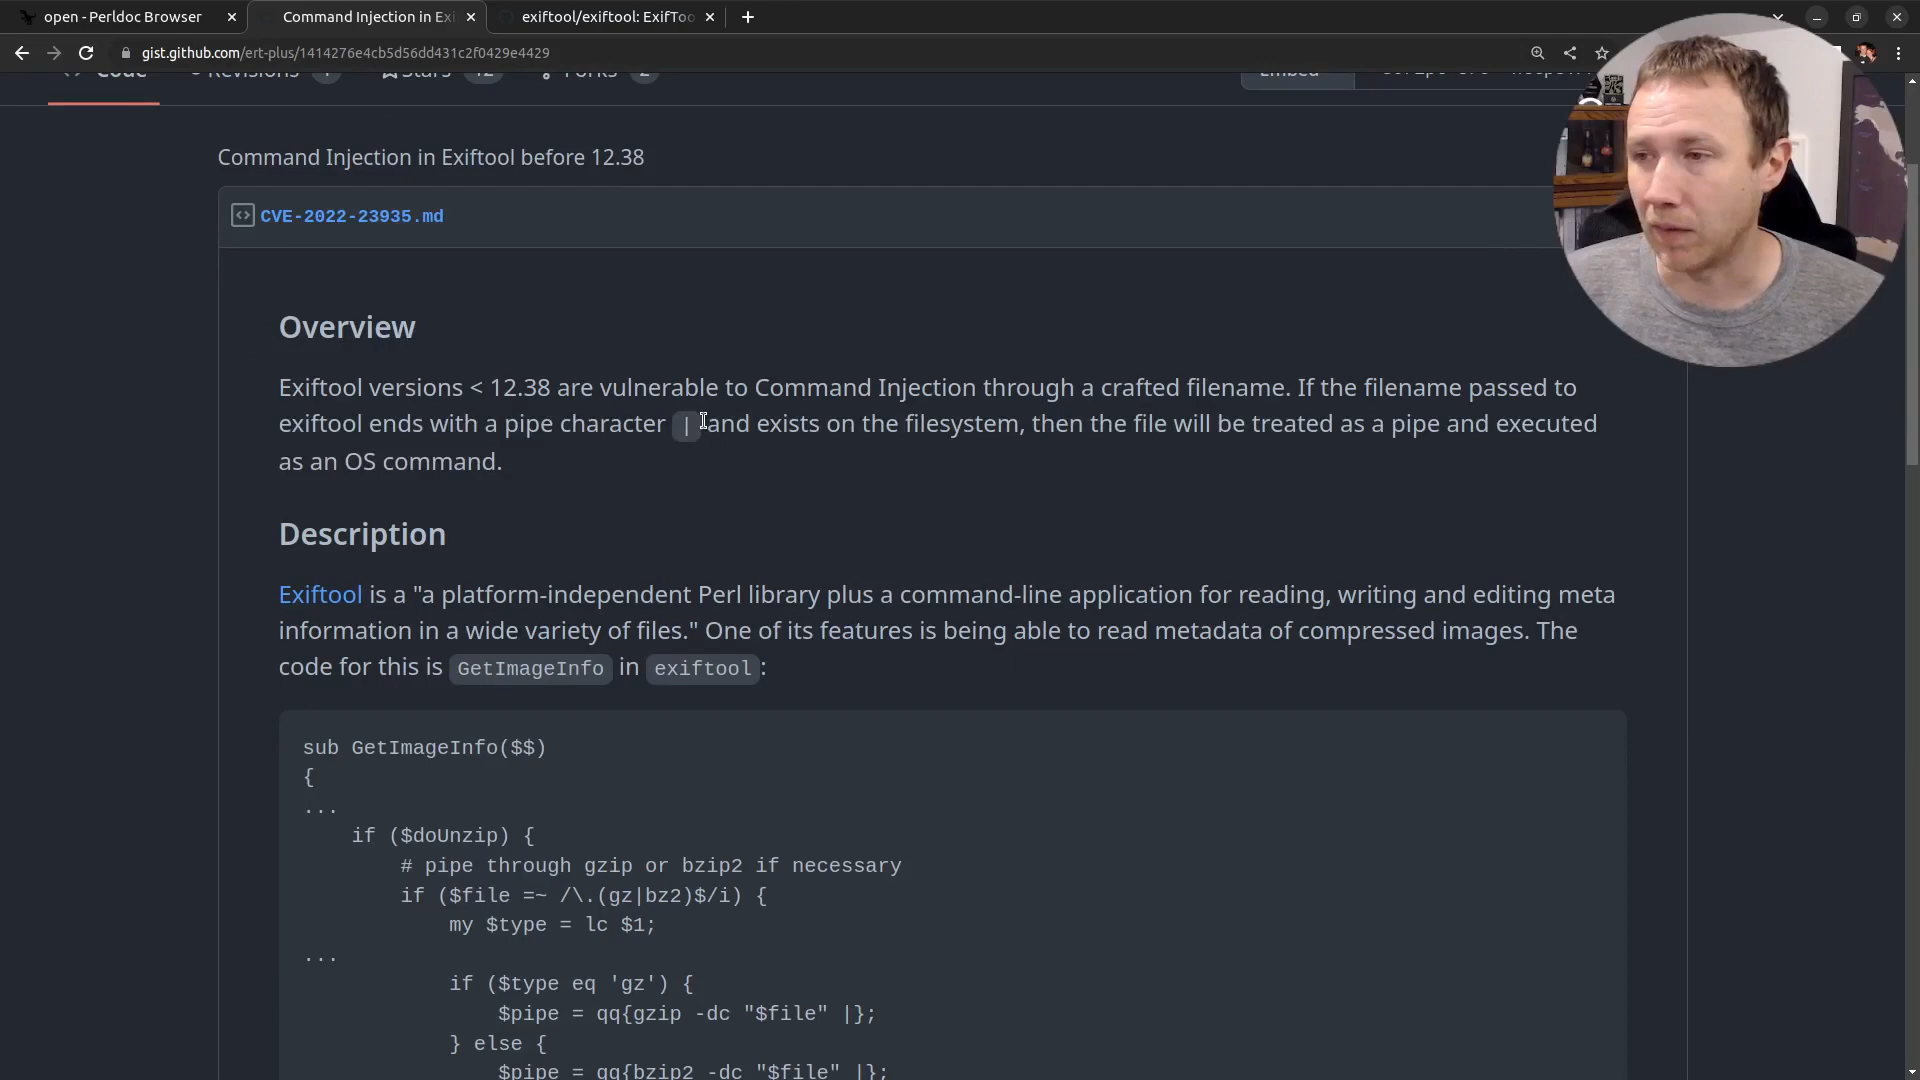 open - Perldoc Browser
Command Injection in Exi
exiftool/exiftool: ExifToo
gist.github.com/ert-plus/1414276e4cb5d56dd431c2f0429e4429
Code
Revisions
Stars
Forks
Embed
Command Injection in Exiftool before 12.38
CVE-2022-23935.md
Overview
Exiftool versions < 12.38 are vulnerable to Command Injection through a crafted filename. If the filename passed to
exiftool ends with a pipe character | and exists on the filesystem, then the file will be treated as a pipe and executed
as an OS command.
Description
Exiftool is a "a platform-independent Perl library plus a command-line application for reading, writing and editing meta
information in a wide variety of files." One of its features is being able to read metadata of compressed images. The
code for this is GetImageInfo in exiftool:
sub GetImageInfo($$)
{
...
if ($doUnzip) {
# pipe through gzip or bzip2 if necessary
if ($file =~ /\.(gz|bz2)$/i) {
my $type = lc $1;
...
if ($type eq 'gz') {
$pipe = qq{gzip -dc "$file" |};
} else {
$pipe = qq{bzip2 -dc "$file" |};